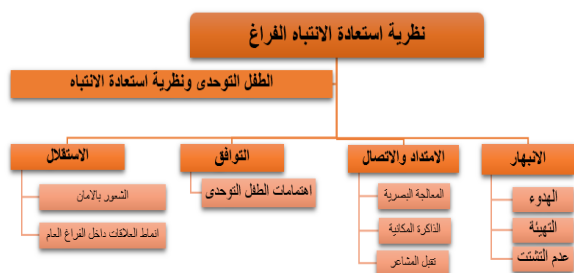 نظرية استعادة الانتباه الفراغ
الطفل التوحدى ونظرية استعادة الانتباه
الانبهار
الهدوء
التهيئة
عدم التشتت
الامتداد والاتصال
المعالجة البصرية
الذاكرة المكانية
تقبل المشاعر
التوافق
اهتمامات الطفل التوحدى
الاستقلال
الشعور بالامان
انماط العلاقات داخل الفراغ العام